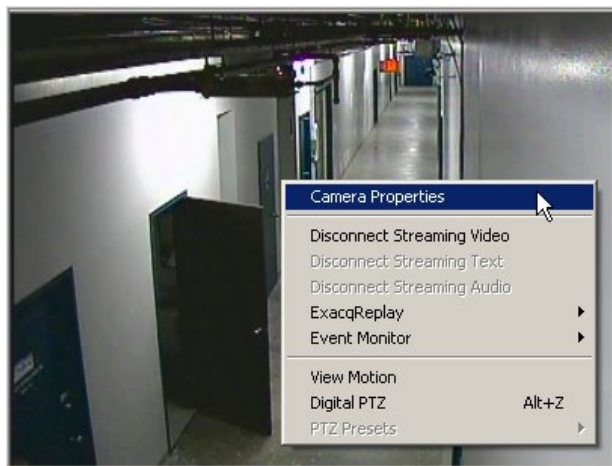 Camera Properties
Disconnect Streaming Video
Disconnect Streaming Text
Disconnect Streaming Audio
ExacqReplay
Event Monitor
View Motion
Digital PTZ Alt+Z
PTZ Presets